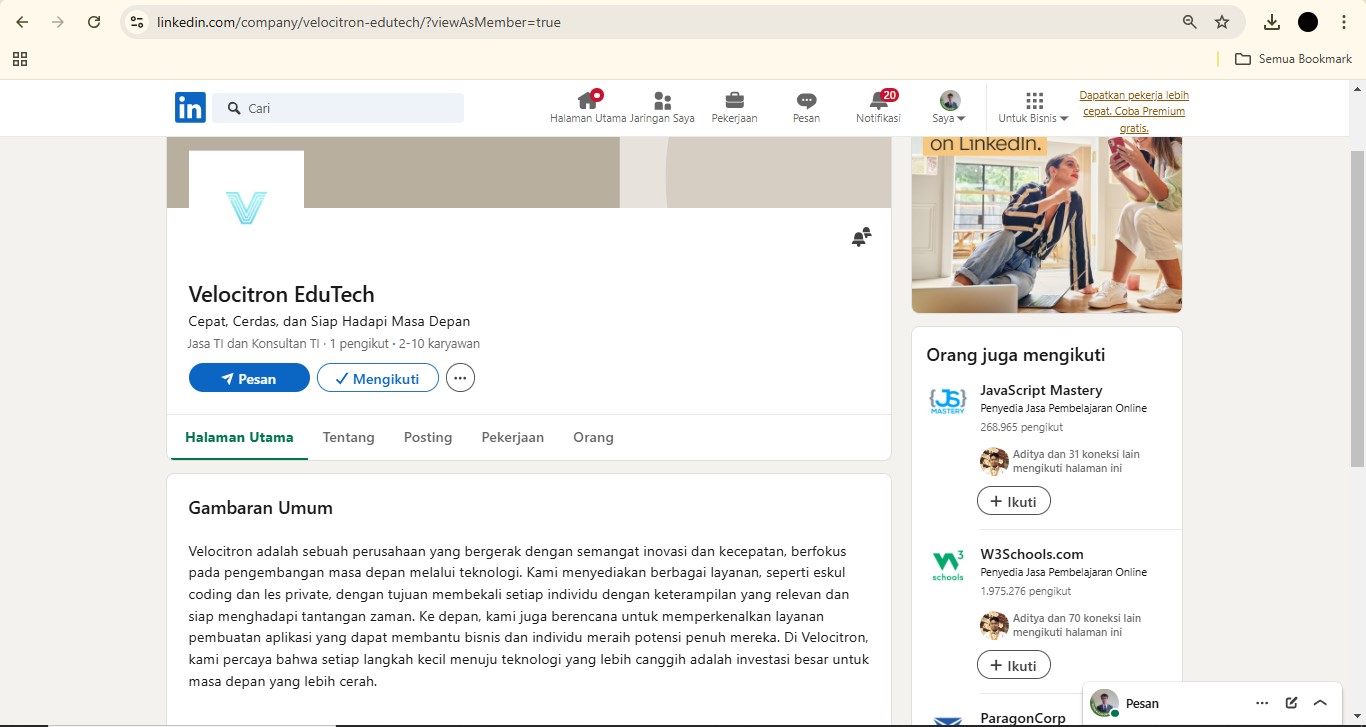 linkedin.com/company/velocitron-edutech/?viewAsMember=true
Semua Bookmark
in
Cari
Halaman Utama
Jaringan Saya
Pekerjaan
Pesan
20
Notifikasi
Saya
Untuk Bisnis
Dapatkan pekerja lebih
cepat. Coba Premium
gratis.
on LinkedIn.
Velocitron EduTech
Cepat, Cerdas, dan Siap Hadapi Masa Depan
Jasa TI dan Konsultan TI · 1 pengikut · 2-10 karyawan
Pesan
Mengikuti
Halaman Utama
Tentang
Posting
Pekerjaan
Orang
Gambaran Umum
Velocitron adalah sebuah perusahaan yang bergerak dengan semangat inovasi dan kecepatan, berfokus
pada pengembangan masa depan melalui teknologi. Kami menyediakan berbagai layanan, seperti eskul
coding dan les private, dengan tujuan membekali setiap individu dengan keterampilan yang relevan dan
siap menghadapi tantangan zaman. Ke depan, kami juga berencana untuk memperkenalkan layanan
pembuatan aplikasi yang dapat membantu bisnis dan individu meraih potensi penuh mereka. Di Velocitron,
kami percaya bahwa setiap langkah kecil menuju teknologi yang lebih canggih adalah investasi besar untuk
masa depan yang lebih cerah.
Orang juga mengikuti
JS
MASTERY
JavaScript Mastery
Penyedia Jasa Pembelajaran Online
268.965 pengikut
Aditya dan 31 koneksi lain
mengikuti halaman ini
+ Ikuti
W3
schools
W3Schools.com
Penyedia Jasa Pembelajaran Online
1.975.276 pengikut
Aditya dan 70 koneksi lain
mengikuti halaman ini
+ Ikuti
ParagonCorp
Pesan